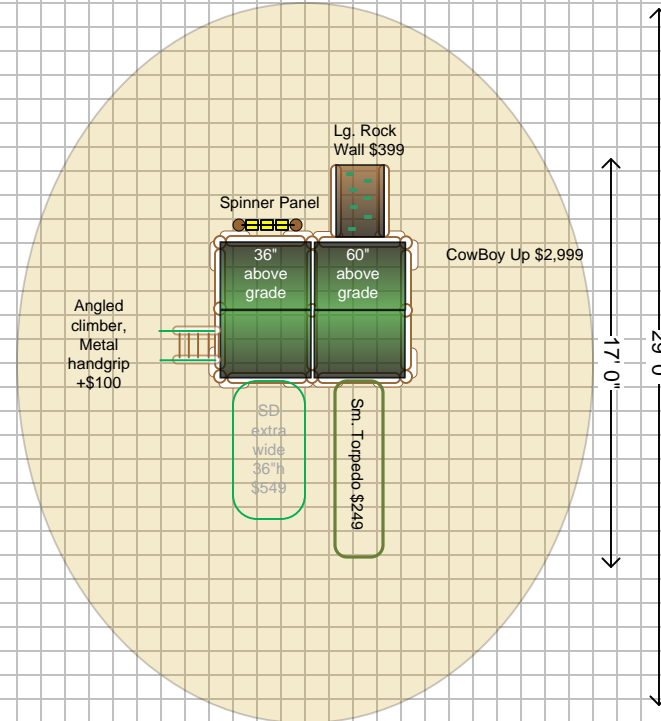 Lg. Rock
Wall $399
Spinner Panel
36"
above
grade
60"
above
grade
CowBoy Up $2,999
Angled
climber,
Metal
handgrip
+$100
17' 0"
SD
extra
wide
36"h
$549
Sm. Torpedo $249